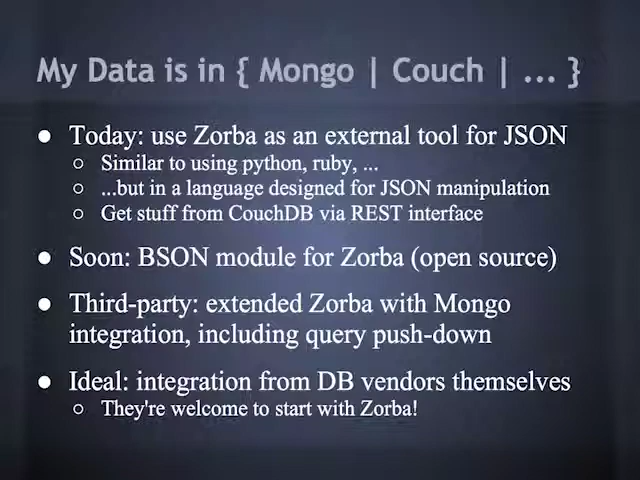 My Data is in { Mongo | Couch | ... }
● Today: use Zorba as an external tool for JSON
○ Similar to using python, ruby, ...
○ ...but in a language designed for JSON manipulation
○ Get stuff from CouchDB via REST interface
● Soon: BSON module for Zorba (open source)
● Third-party: extended Zorba with Mongo
integration, including query push-down
● Ideal: integration from DB vendors themselves
○ They're welcome to start with Zorba!